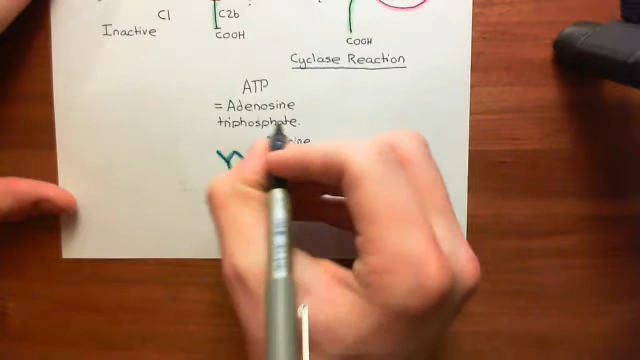 C1
C2b
Inactive
COOH
COOH
Cyclase Reaction
ATP
= Adenosine
triphosphate.